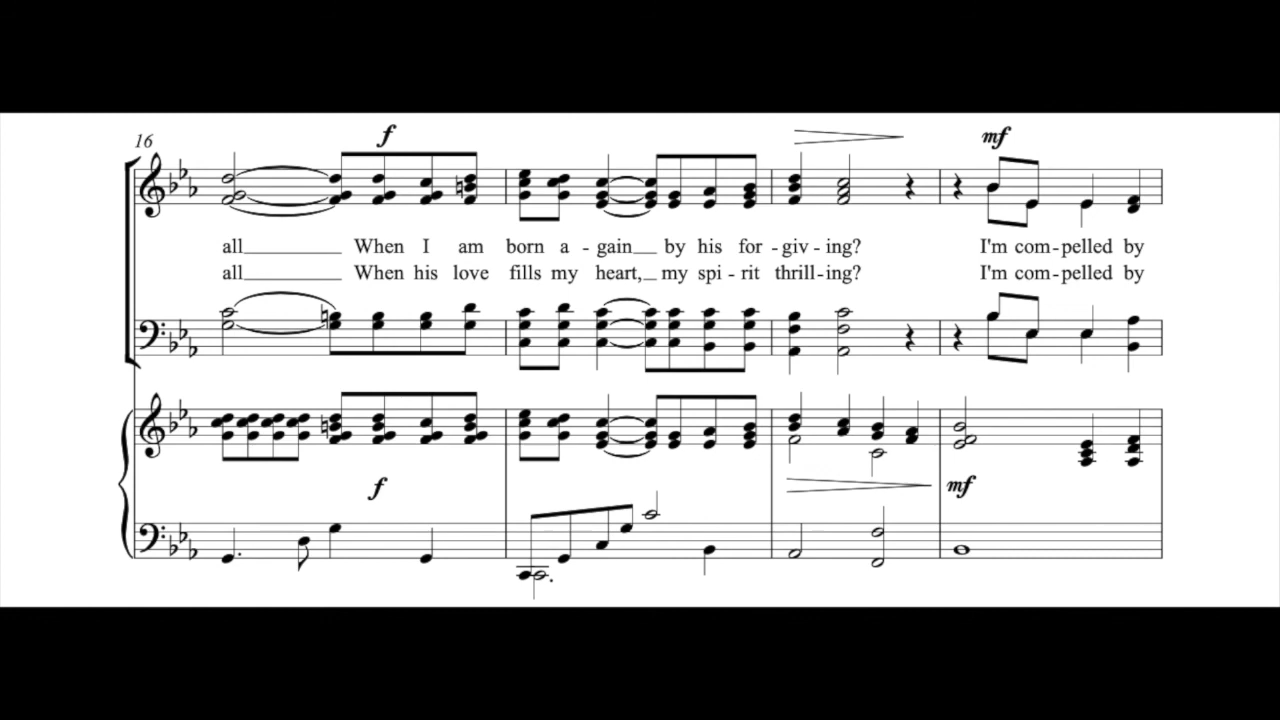 16
f
mf
all When I am born a - gain by his for - giv - ing? I'm com - pelled by
all When his love fills my heart, my spi - rit thrill - ing? I'm com - pelled by
f
mf